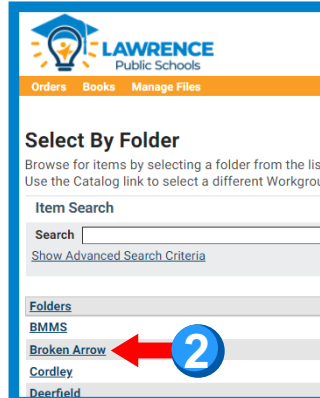 LAWRENCE
Public Schools
Orders Books Manage Files
Select By Folder
Browse for items by selecting a folder from the lis
Use the Catalog link to select a different Workgrou
Item Search
Search
Show Advanced Search Criteria
Folders
BMMS
Broken Arrow
2
Cordley
Deerfield